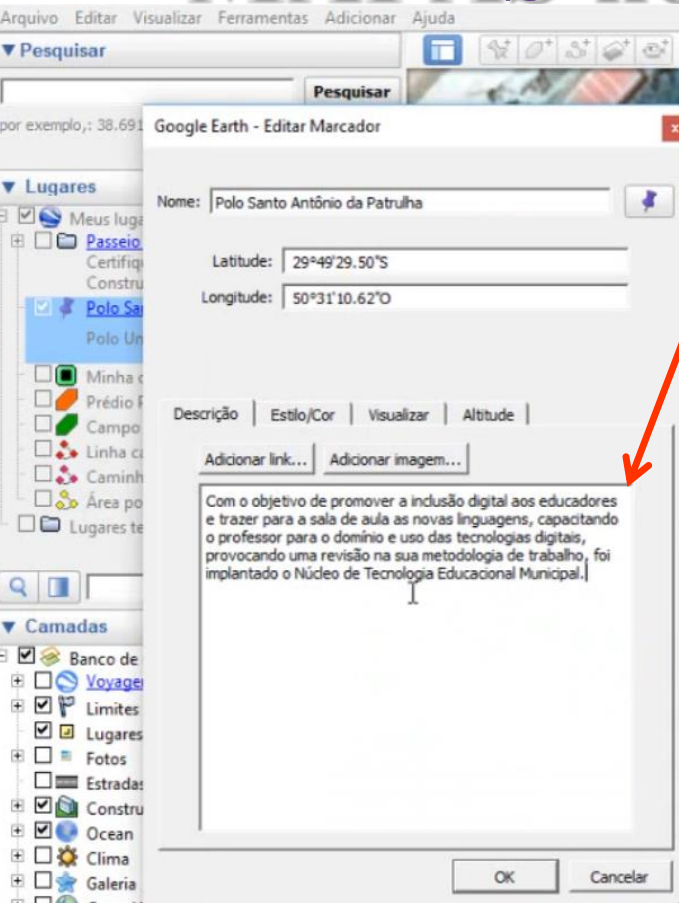 Arquivo Editar Visualizar Ferramentas Adicionar Ajuda
Pesquisar
Pesquisar
por exemplo,: 38.691
Google Earth - Editar Marcador
x
Lugares
Nome: Polo Santo Antônio da Patrulha
Meus luga
Passeio
Certifiq
Constru
Latitude: 29°49'29.50"S
Longitude: 50°31'10.62"O
Polo Sa
Polo Un
Minha c
Prédio
Campo
Linha ca
Caminh
Área po
Lugares te
Descrição Estilo/Cor Visualizar Altitude
Adicionar link... Adicionar imagem...
Com o objetivo de promover a inclusão digital aos educadores
e trazer para a sala de aula as novas linguagens, capacitando
o professor para o domínio e uso das tecnologias digitais,
provocando uma revisão na sua metodologia de trabalho, foi
implantado o Núcleo de Tecnologia Educacional Municipal.
Camadas
Banco de
Voyager
Limites
Lugares
Fotos
Estradas
Constru
Ocean
Clima
Galeria
OK Cancelar